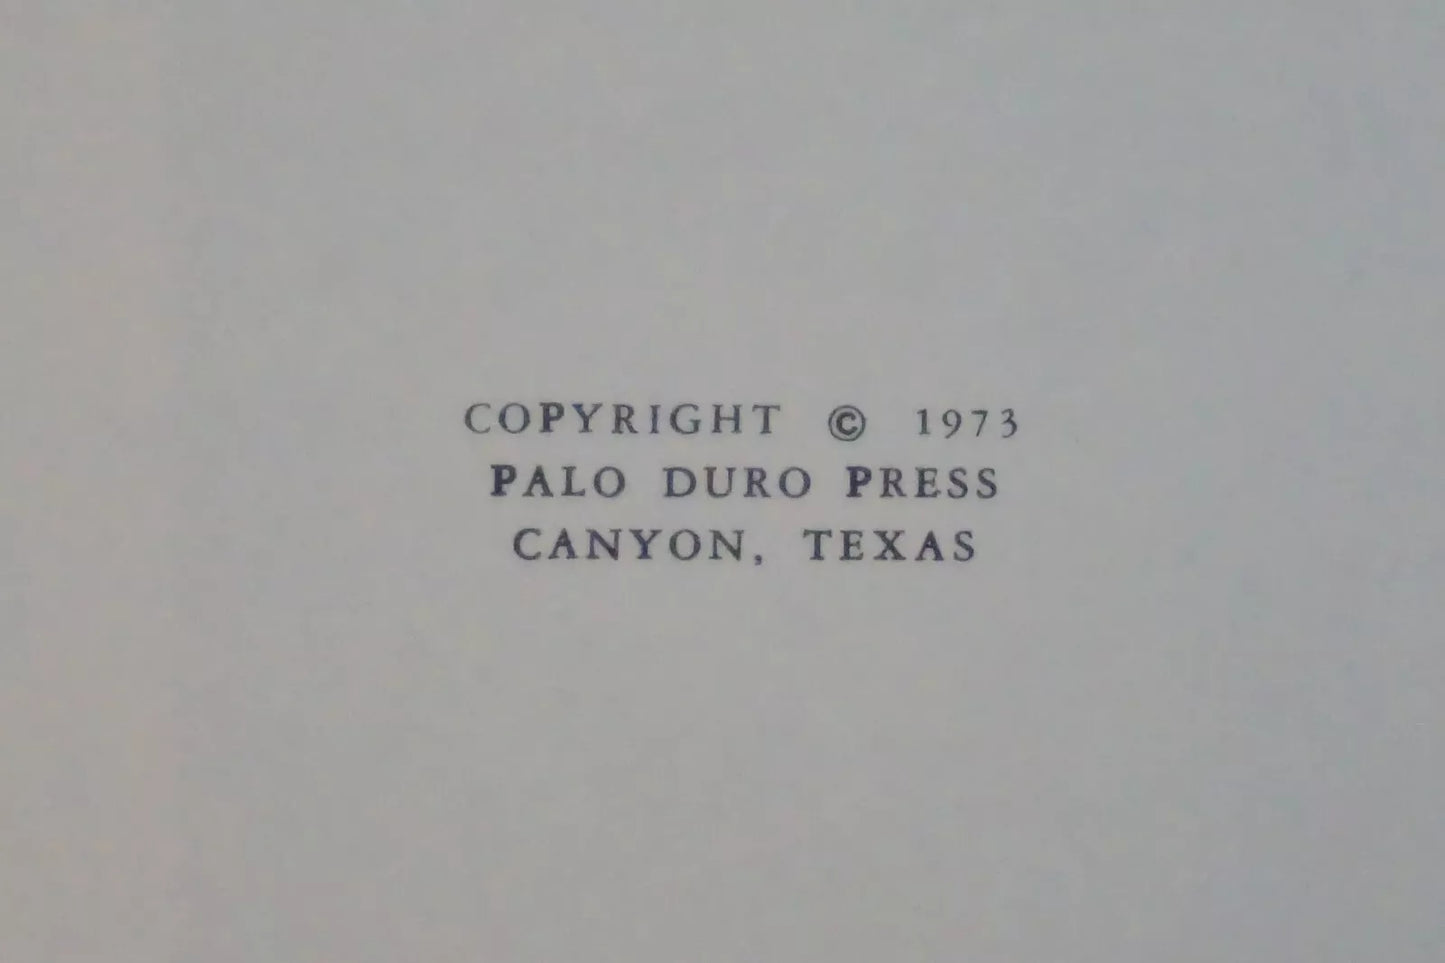 COPYRIGHT © 1973
PALO DURO PRESS
CANYON, TEXAS